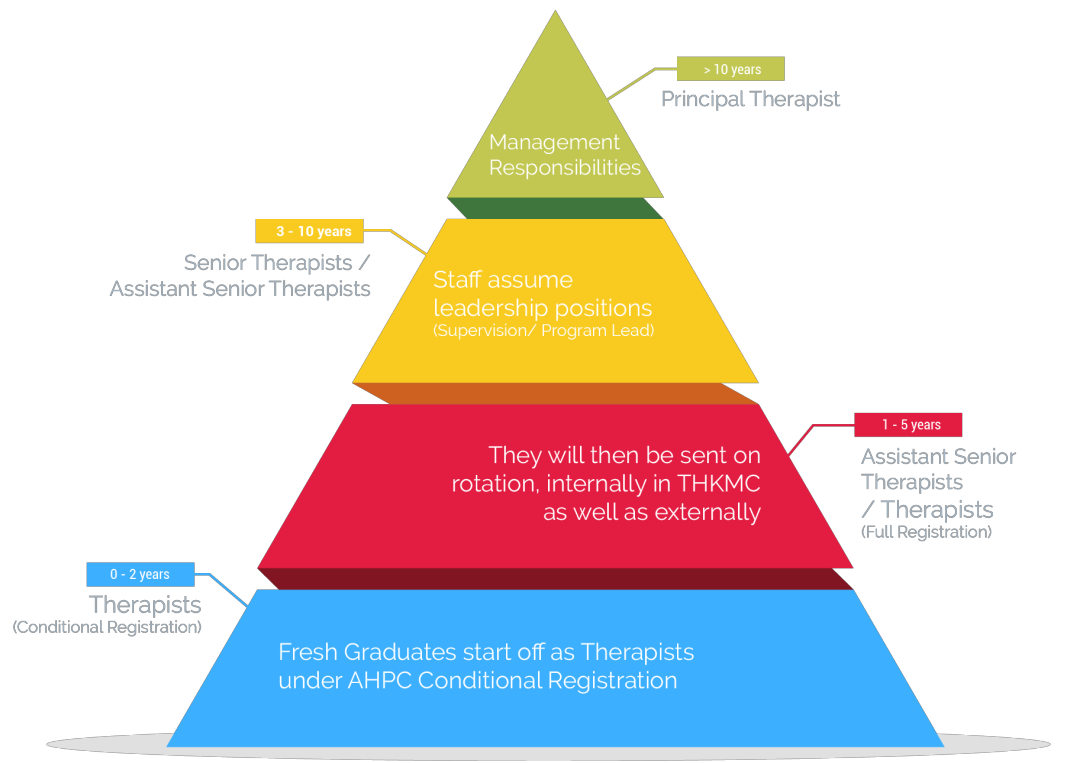 > 10 years
Principal Therapist
Management
Responsibilities
3 - 10 years
Senior Therapists /
Assistant Senior Therapists
Staff assume
leadership positions
(Supervision/ Program Lead)
1 - 5 years
Assistant Senior
Therapists
/ Therapists
(Full Registration)
They will then be sent on
rotation, internally in THKMC
as well as externally
0 - 2 years
Therapists
(Conditional Registration)
Fresh Graduates start off as Therapists
under AHPC Conditional Registration